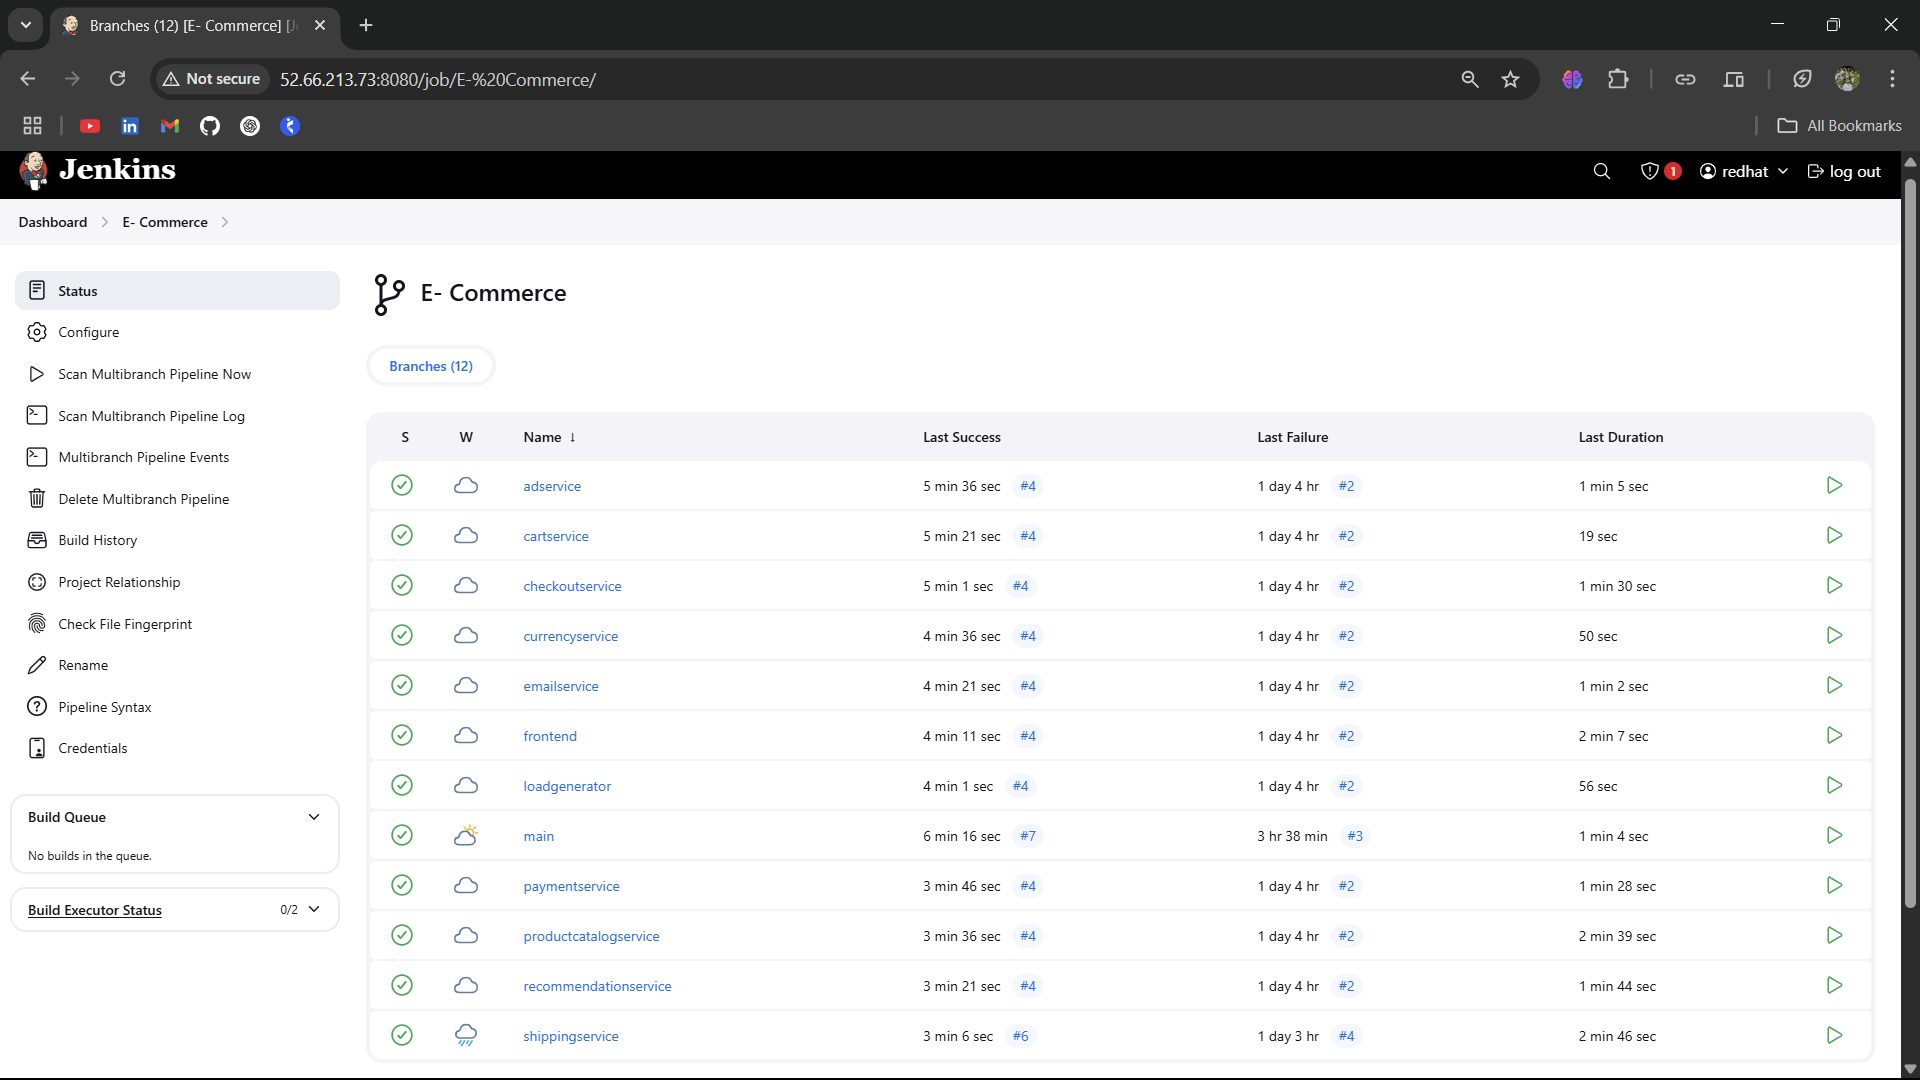 Branches (12) [E- Commerce] [J
Not secure
52.66.213.73:8080/job/E-%20Commerce/
All Bookmarks
Jenkins
1
redhat
log out
Dashboard
E- Commerce
Status
Configure
Scan Multibranch Pipeline Now
Scan Multibranch Pipeline Log
Multibranch Pipeline Events
Delete Multibranch Pipeline
Build History
Project Relationship
Check File Fingerprint
Rename
Pipeline Syntax
Credentials
Build Queue
No builds in the queue.
Build Executor Status 0/2
E- Commerce
Branches (12)
S W Name ↓ Last Success Last Failure Last Duration
adservice 5 min 36 sec #4 1 day 4 hr #2 1 min 5 sec
cartservice 5 min 21 sec #4 1 day 4 hr #2 19 sec
checkoutservice 5 min 1 sec #4 1 day 4 hr #2 1 min 30 sec
currencyservice 4 min 36 sec #4 1 day 4 hr #2 50 sec
emailservice 4 min 21 sec #4 1 day 4 hr #2 1 min 2 sec
frontend 4 min 11 sec #4 1 day 4 hr #2 2 min 7 sec
loadgenerator 4 min 1 sec #4 1 day 4 hr #2 56 sec
main 6 min 16 sec #7 3 hr 38 min #3 1 min 4 sec
paymentservice 3 min 46 sec #4 1 day 4 hr #2 1 min 28 sec
productcatalogservice 3 min 36 sec #4 1 day 4 hr #2 2 min 39 sec
recommendationservice 3 min 21 sec #4 1 day 4 hr #2 1 min 44 sec
shippingservice 3 min 6 sec #6 1 day 3 hr #4 2 min 46 sec